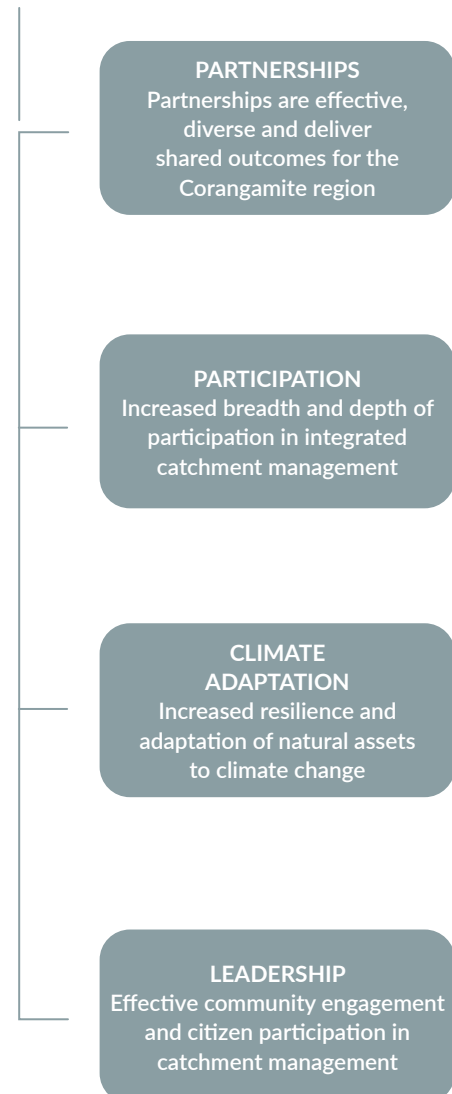 PARTNERSHIPS
Partnerships are effective,
diverse and deliver
shared outcomes for the
Corangamite region
PARTICIPATION
Increased breadth and depth of
participation in integrated
catchment management
CLIMATE
ADAPTATION
Increased resilience and
adaptation of natural assets
to climate change
LEADERSHIP
Effective community engagement
and citizen participation in
catchment management